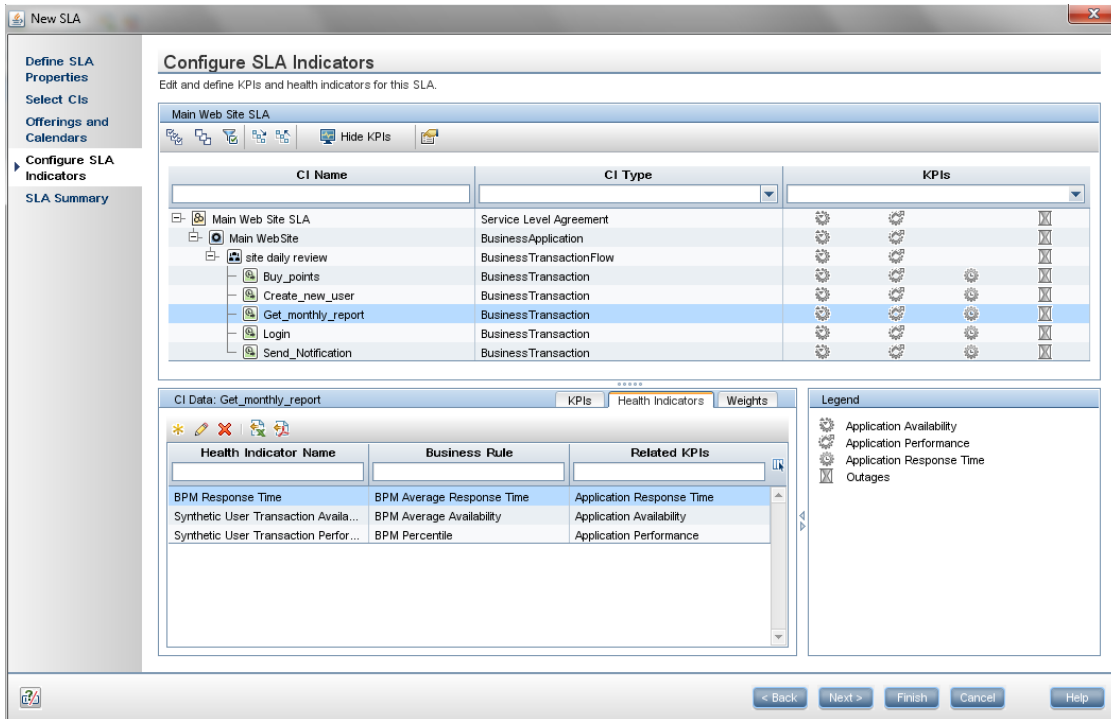 New SLA
Define SLA
Properties
Select CIs
Offerings and
Calendars
Configure SLA
Indicators
SLA Summary
Configure SLA Indicators
Edit and define KPIs and health indicators for this SLA.
Main Web Site SLA
Hide KPIs
CI Name CI Type KPIs
Main Web Site SLA Service Level Agreement
Main WebSite BusinessApplication
site daily review BusinessTransactionFlow
Buy_points BusinessTransaction
Create_new_user BusinessTransaction
Get_monthly_report BusinessTransaction
Login BusinessTransaction
Send_Notification BusinessTransaction
CI Data: Get_monthly_report KPIs Health Indicators Weights
Health Indicator Name Business Rule Related KPIs
BPM Response Time BPM Average Response Time Application Response Time
Synthetic User Transaction Availa... BPM Average Availability Application Availability
Synthetic User Transaction Perfor... BPM Percentile Application Performance
Legend
Application Availability
Application Performance
Application Response Time
Outages
< Back Next > Finish Cancel Help